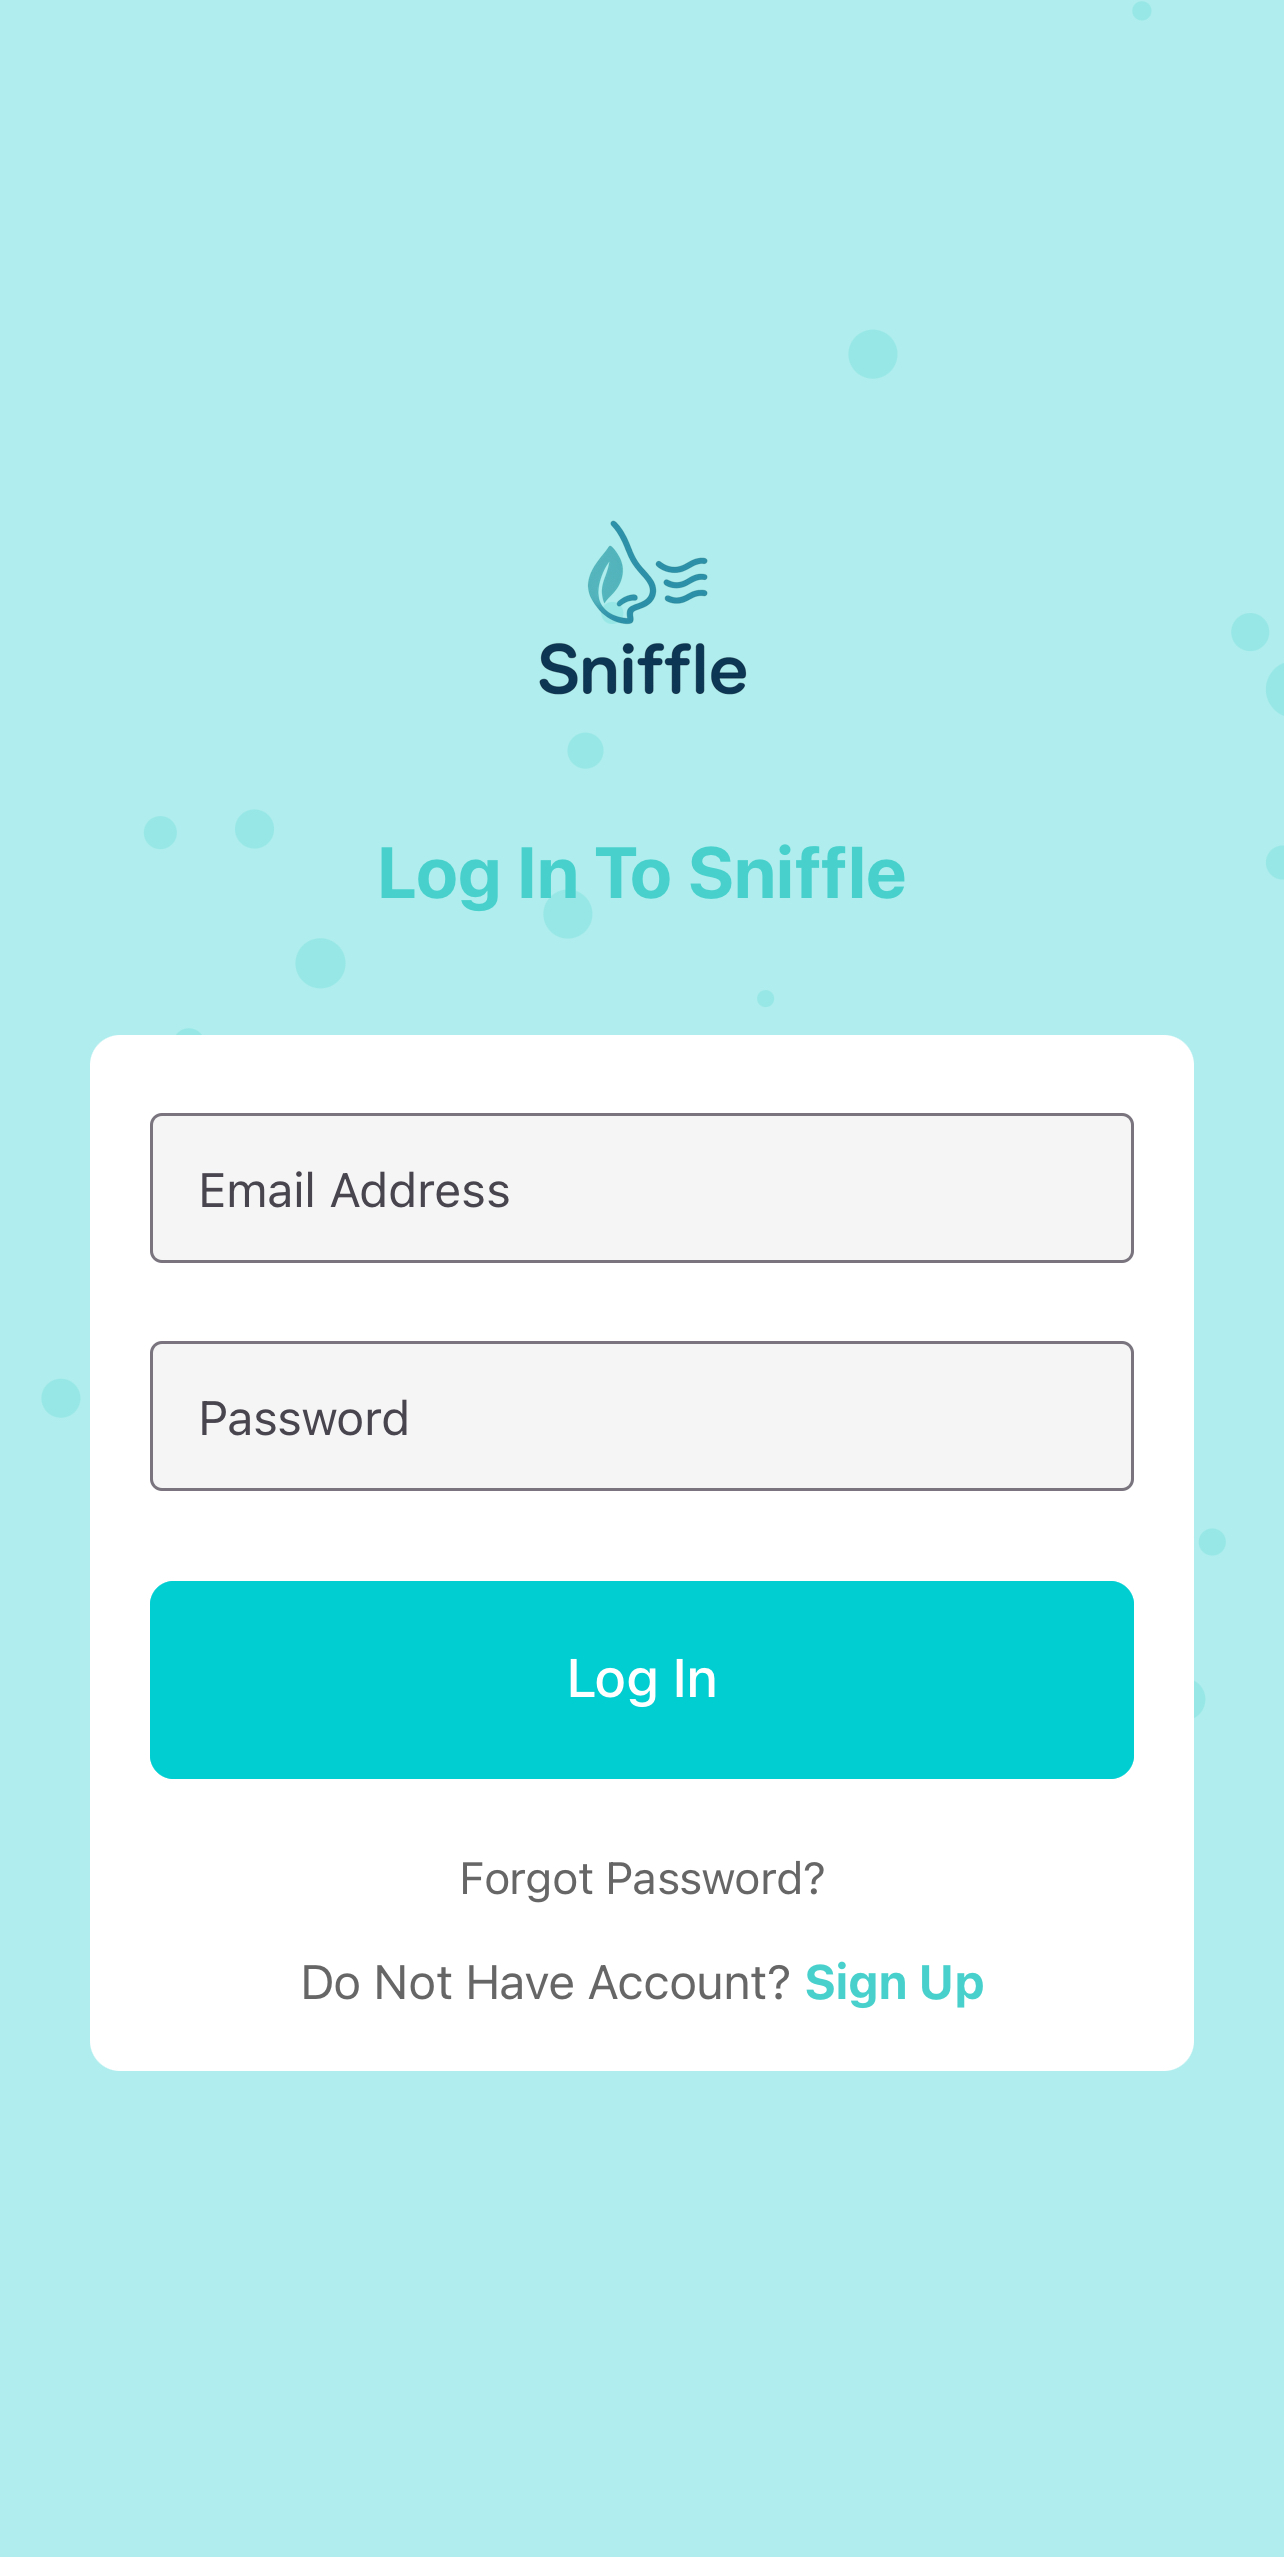 Sniffle
Log In To Sniffle
Email Address
Password
Log In
Forgot Password?
Do Not Have Account? Sign Up